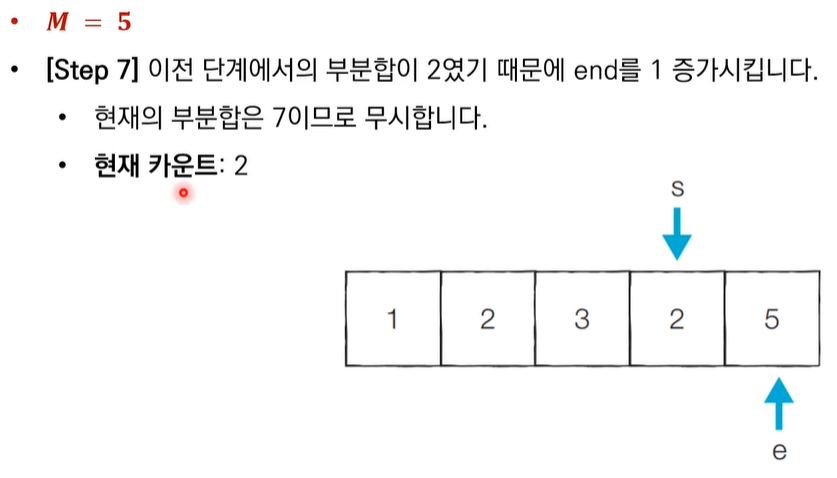 • M = 5
• [Step 7] 이전 단계에서의 부분합이 2였기 때문에 end를 1 증가시킵니다.
• 현재의 부분합은 7이므로 무시합니다.
• 현재 카운트: 2
s
1 2 3 2 5
e